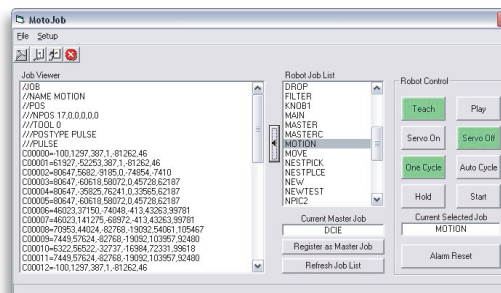 MotoJob
File Setup
Job Viewer
/JOB
//NAME MOTION
//POS
///NPOS 17,0,0,0,0,0
///TOOL 0
///POSTYPE PULSE
///PULSE
C00000=-100,1297,387,1,-81262,46
C00001=61927,-52253,387,1,-81262,46
C00002=80647,5682,-9185,0,-74854,-7410
C00003=80647,-60618,58072,0,45728,62187
C00004=80647,-35825,76241,0,33565,62187
C00005=80647,-60618,58072,0,45728,62187
C00006=46023,37150,-74048,-413,43263,99781
C00007=46023,141275,-68972,-413,43263,99781
C00008=70953,44024,-82768,-19092,54061,105467
C00009=7449,57624,-82768,-19092,103957,92480
C00010=6322,56522,-32737,-16984,72331,99618
C00011=7449,57624,-82768,-19092,103957,92480
C00012=-100,1297,387,1,-81262,46
Robot Job List
DROP
FILTER
KNOB1
MAIN
MASTER
MASTERC
MOTION
MOVE
NESTPICK
NESTPLCE
NEW
NEWTEST
NPIC2
Current Master Job
DCIE
Register as Master Job
Refresh Job List
Robot Control
Teach Play
Servo On Servo Off
One Cycle Auto Cycle
Hold Start
Current Selected Job
MOTION
Alarm Reset